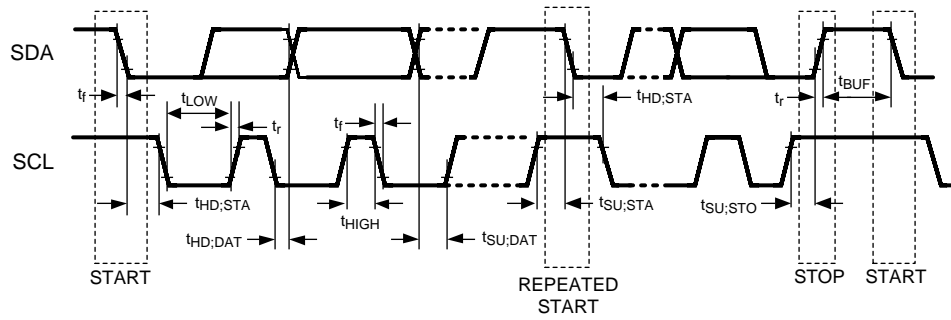 SDA
tf
tLOW
tr
tf
tHD;STA
tr
tBUF
SCL
tHD;STA
tHD;DAT
tHIGH
tSU;DAT
tSU;STA
tSU;STO
START
REPEATED
START
STOP
START